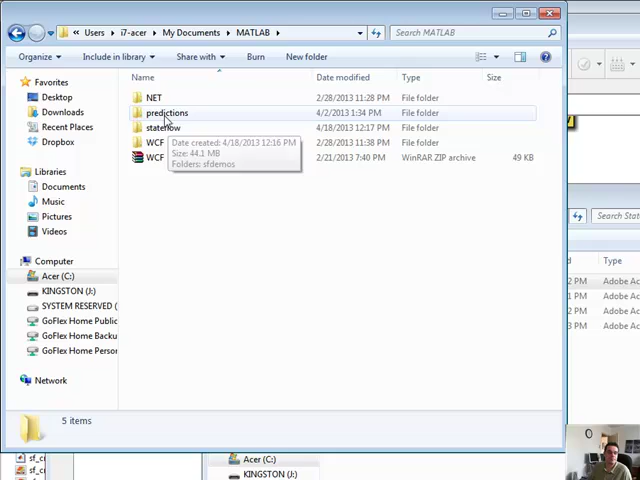 Users ▸ i7-acer ▸ My Documents ▸ MATLAB ▸
Search MATLAB
Organize Include in library Share with Burn New folder
Name Date modified Type Size
Favorites
Desktop
Downloads
Recent Places
Dropbox
Libraries
Documents
Music
Pictures
Videos
Computer
Acer (C:)
KINGSTON (J:)
SYSTEM RESERVED (
GoFlex Home Public
GoFlex Home Backu
GoFlex Home Person
Network
NET 2/28/2013 11:28 PM File folder
predictions 4/2/2013 1:34 PM File folder
stateflow 4/18/2013 12:17 PM File folder
WCF 2/28/2013 11:38 PM File folder
WCF 2/21/2013 7:40 PM WinRAR ZIP archive 49 KB
Date created: 4/18/2013 12:16 PM
Size: 44.1 MB
Folders: sfdemos
5 items
Search Stat
Type
2 PM Adobe Ac
1 PM Adobe Ac
4 PM Adobe Ac
3 PM Adobe Ac
sf_ci
sf_ci
Acer (C:)
KINGSTON (J:)